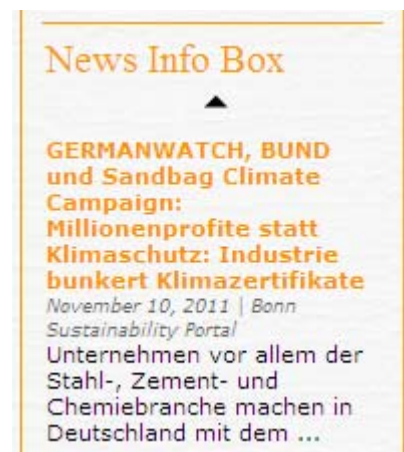 News Info Box
GERMANWATCH, BUND
und Sandbag Climate
Campaign:
Millionenprofite statt
Klimaschutz: Industrie
bunkert Klimazertifikate
November 10, 2011 | Bonn
Sustainability Portal
Unternehmen vor allem der
Stahl-, Zement- und
Chemiebranche machen in
Deutschland mit dem ...